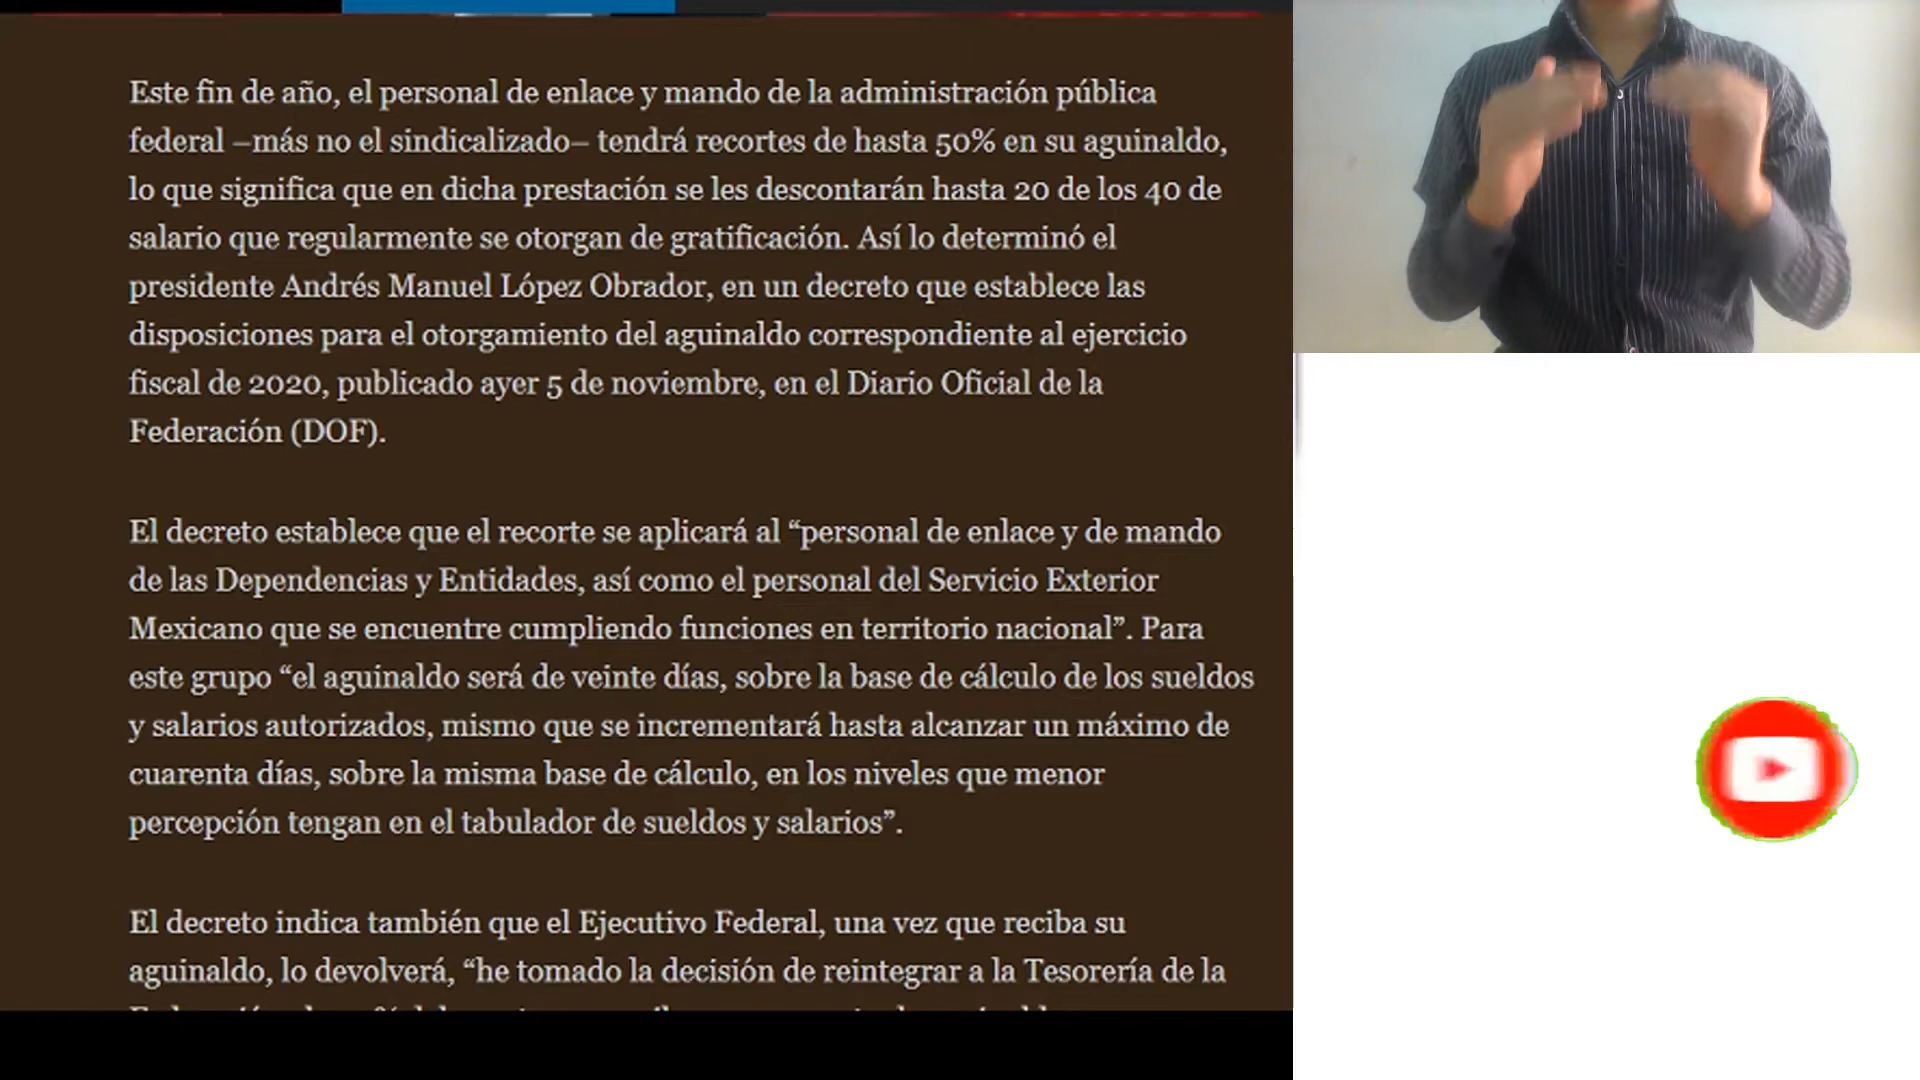 Este fin de año, el personal de enlace y mando de la administración pública
federal –más no el sindicalizado– tendrá recortes de hasta 50% en su aguinaldo,
lo que significa que en dicha prestación se les descontarán hasta 20 de los 40 de
salario que regularmente se otorgan de gratificación. Así lo determinó el
presidente Andrés Manuel López Obrador, en un decreto que establece las
disposiciones para el otorgamiento del aguinaldo correspondiente al ejercicio
fiscal de 2020, publicado ayer 5 de noviembre, en el Diario Oficial de la
Federación (DOF).
El decreto establece que el recorte se aplicará al “personal de enlace y de mando
de las Dependencias y Entidades, así como el personal del Servicio Exterior
Mexicano que se encuentre cumpliendo funciones en territorio nacional”. Para
este grupo “el aguinaldo será de veinte días, sobre la base de cálculo de los sueldos
y salarios autorizados, mismo que se incrementará hasta alcanzar un máximo de
cuarenta días, sobre la misma base de cálculo, en los niveles que menor
percepción tengan en el tabulador de sueldos y salarios”.
El decreto indica también que el Ejecutivo Federal, una vez que reciba su
aguinaldo, lo devolverá, “he tomado la decisión de reintegrar a la Tesorería de la